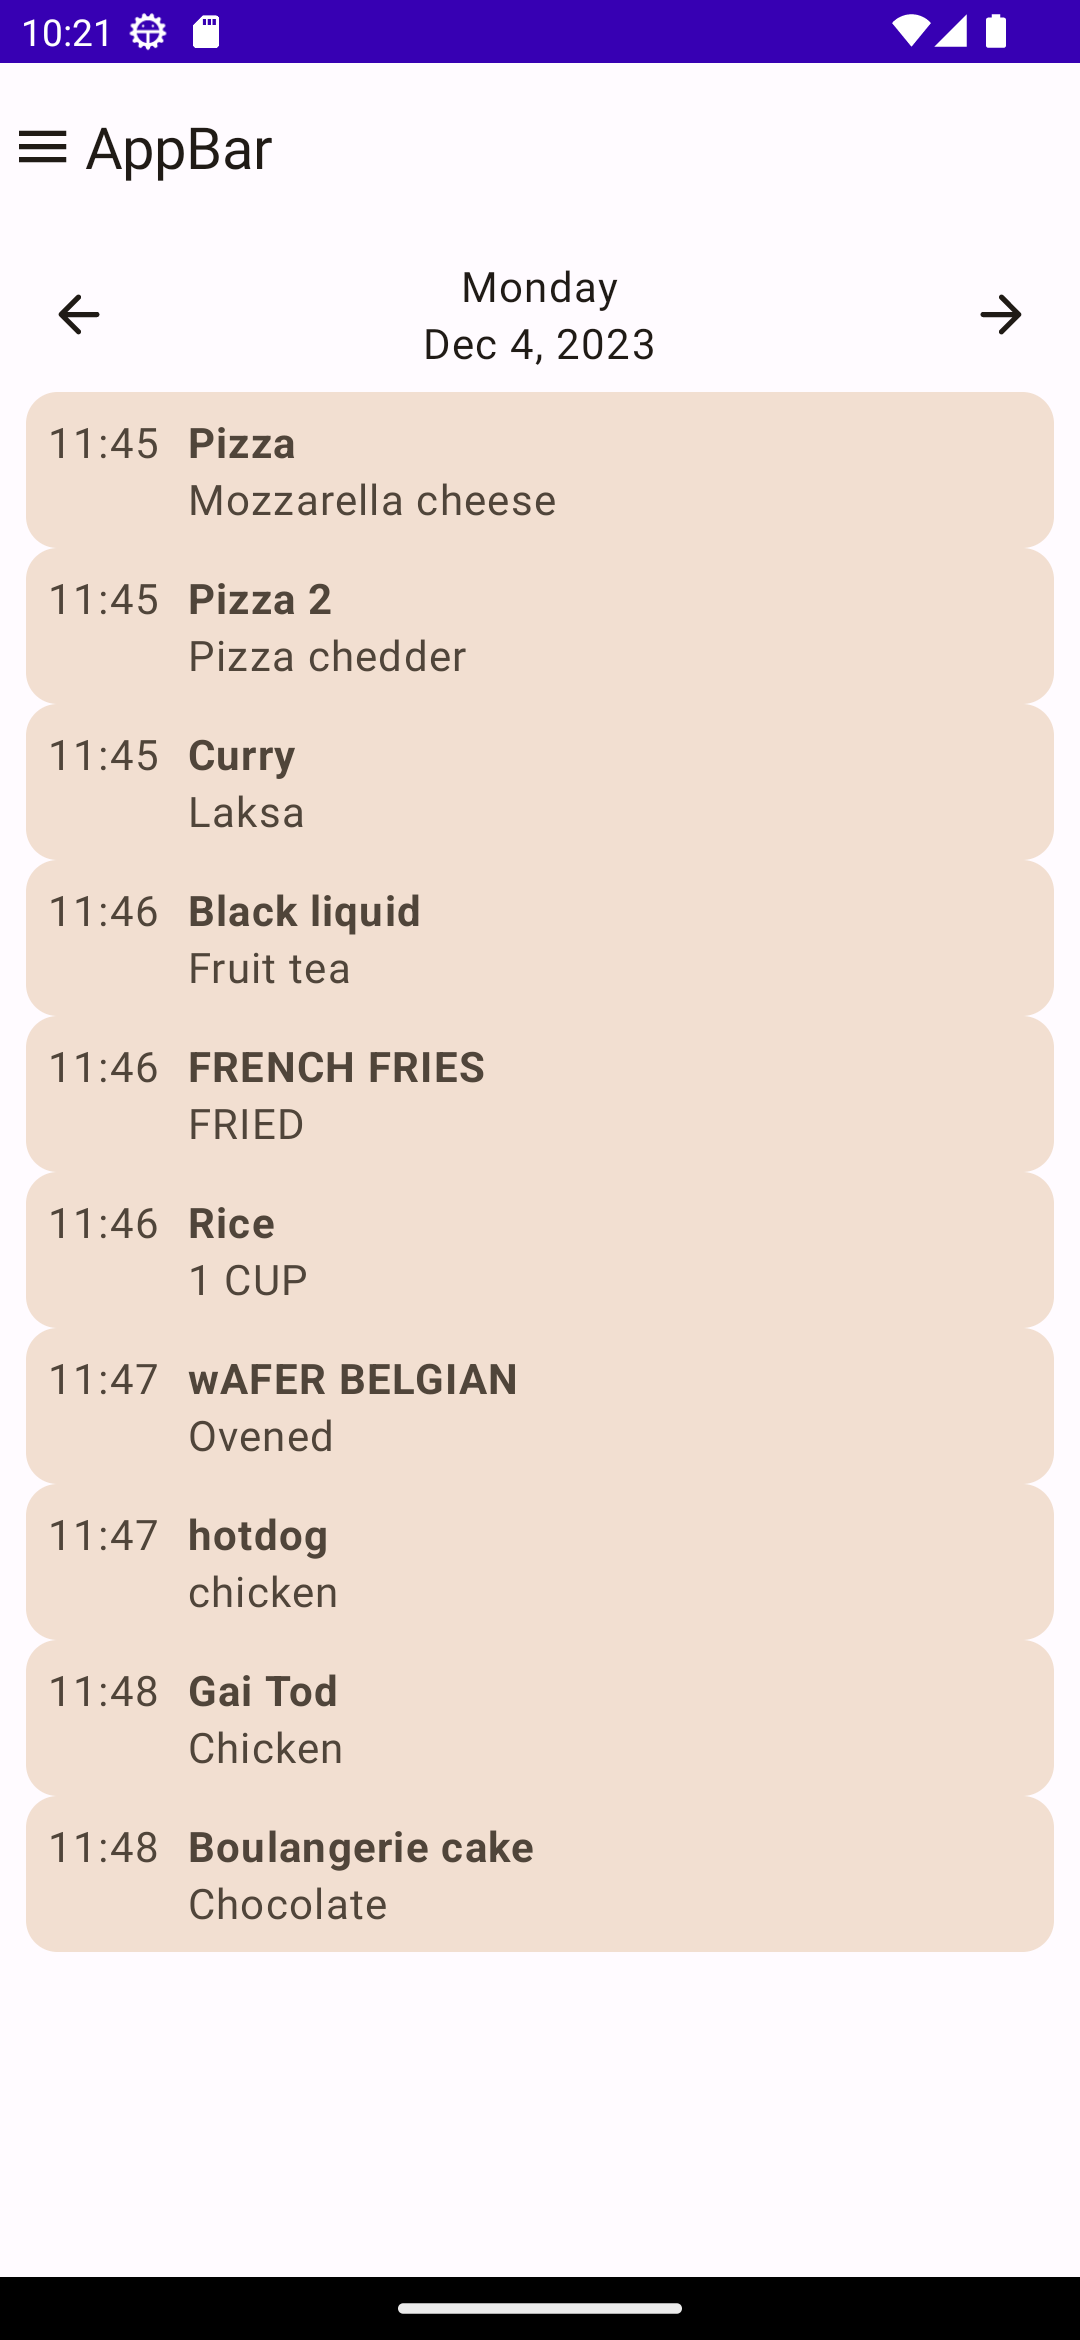 10:21
AppBar
Monday
Dec 4, 2023
11:45 Pizza
Mozzarella cheese
11:45 Pizza 2
Pizza chedder
11:45 Curry
Laksa
11:46 Black liquid
Fruit tea
11:46 FRENCH FRIES
FRIED
11:46 Rice
1 CUP
11:47 wAFER BELGIAN
Ovened
11:47 hotdog
chicken
11:48 Gai Tod
Chicken
11:48 Boulangerie cake
Chocolate